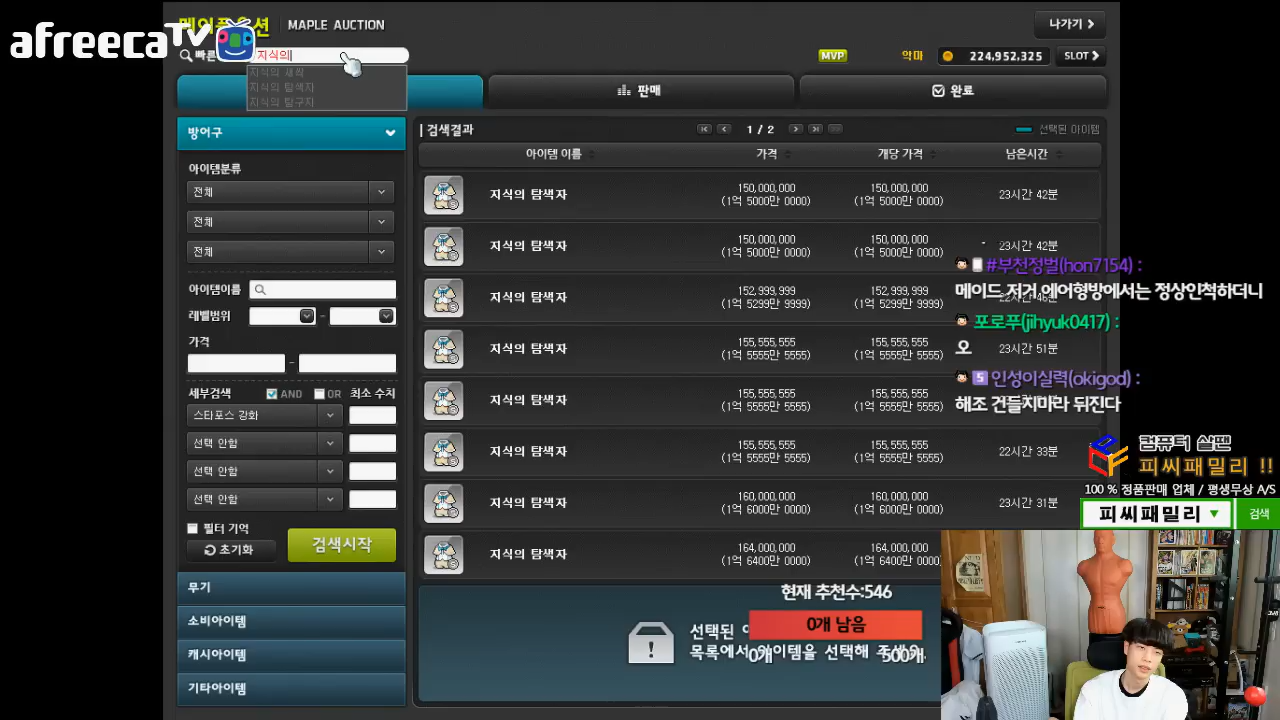 메이플옥션 MAPLE AUCTION
나가기
afreecaTV
지식의
MVP
악마
224,952,325
SLOT
지식의 새싹
지식의 탐색자
지식의 탐구자
판매
완료
방어구
검색결과
1 / 2
선택된 아이템
아이템 이름 가격 개당 가격 남은시간
아이템분류
전체
전체
전체
아이템이름
레벨범위
가격
세부검색 AND OR 최소 수치
스타포스 강화
선택 안함
선택 안함
선택 안함
필터 기억
초기화
검색시작
무기
소비아이템
캐시아이템
기타아이템
지식의 탐색자 150,000,000 150,000,000 23시간 42분
(1억 5000만 0000) (1억 5000만 0000)
지식의 탐색자 150,000,000 150,000,000 23시간 42분
(1억 5000만 0000) (1억 5000만 0000)
지식의 탐색자 152,999,999 152,999,999
(1억 5299만 9999) (1억 5299만 9999)
지식의 탐색자 155,555,555 155,555,555 23시간 51분
(1억 5555만 5555) (1억 5555만 5555)
지식의 탐색자 155,555,555 155,555,555
(1억 5555만 5555) (1억 5555만 5555)
지식의 탐색자 155,555,555 155,555,555 22시간 33분
(1억 5555만 5555) (1억 5555만 5555)
지식의 탐색자 160,000,000 160,000,000 23시간 31분
(1억 6000만 0000) (1억 6000만 0000)
지식의 탐색자 164,000,000 164,000,000
(1억 6400만 0000) (1억 6400만 0000)
#부천정벌(hon7154) :
메이드 저거 에어형방에서는 정상인척하더니
포로푸(jihyuk0417) :
오
5 인성이실력(okigod) :
해조 건들지마라 뒤진다
컴퓨터 살땐
피씨패밀리 !!
100 % 정품판매 업체 / 평생무상 A/S
피씨패밀리 검색
현재 추천수:546
0개 남음
0개 500개
선택된
목록에서 아이템을 선택해